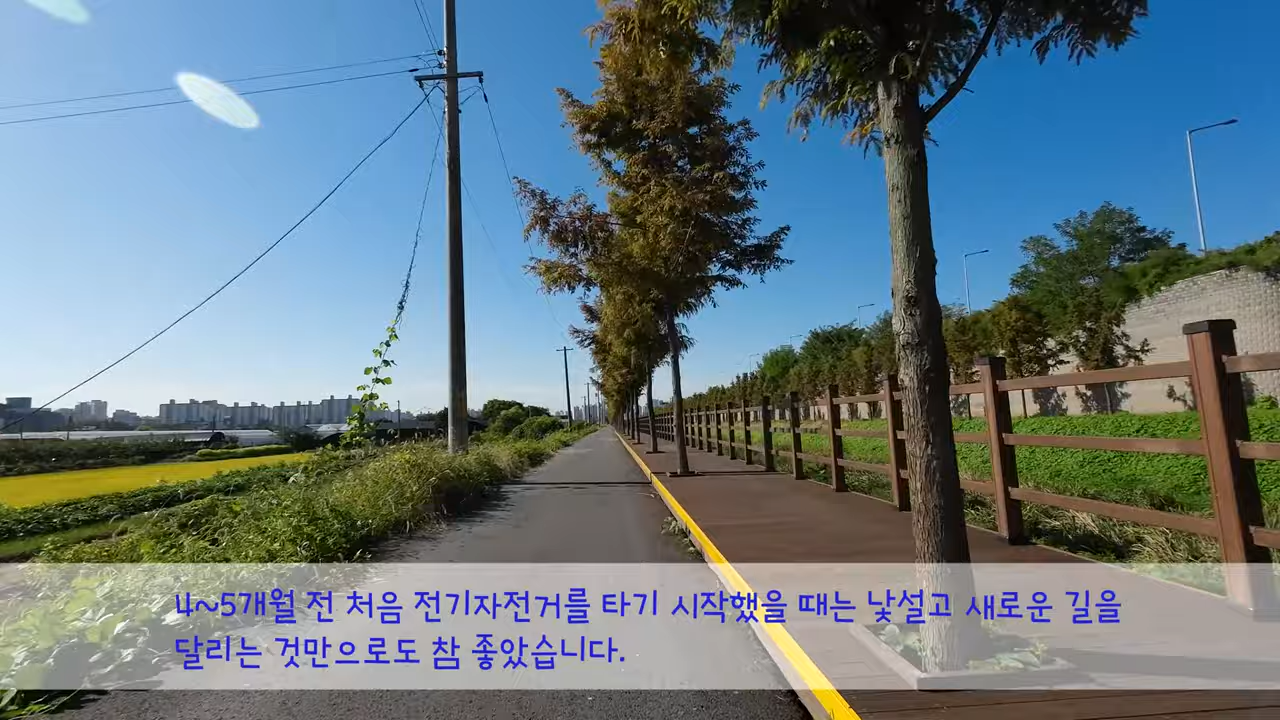 4~5개월 전 처음 전기자전거를 타기 시작했을 때는 낯설고 새로운 길을
달리는 것만으로도 참 좋았습니다.